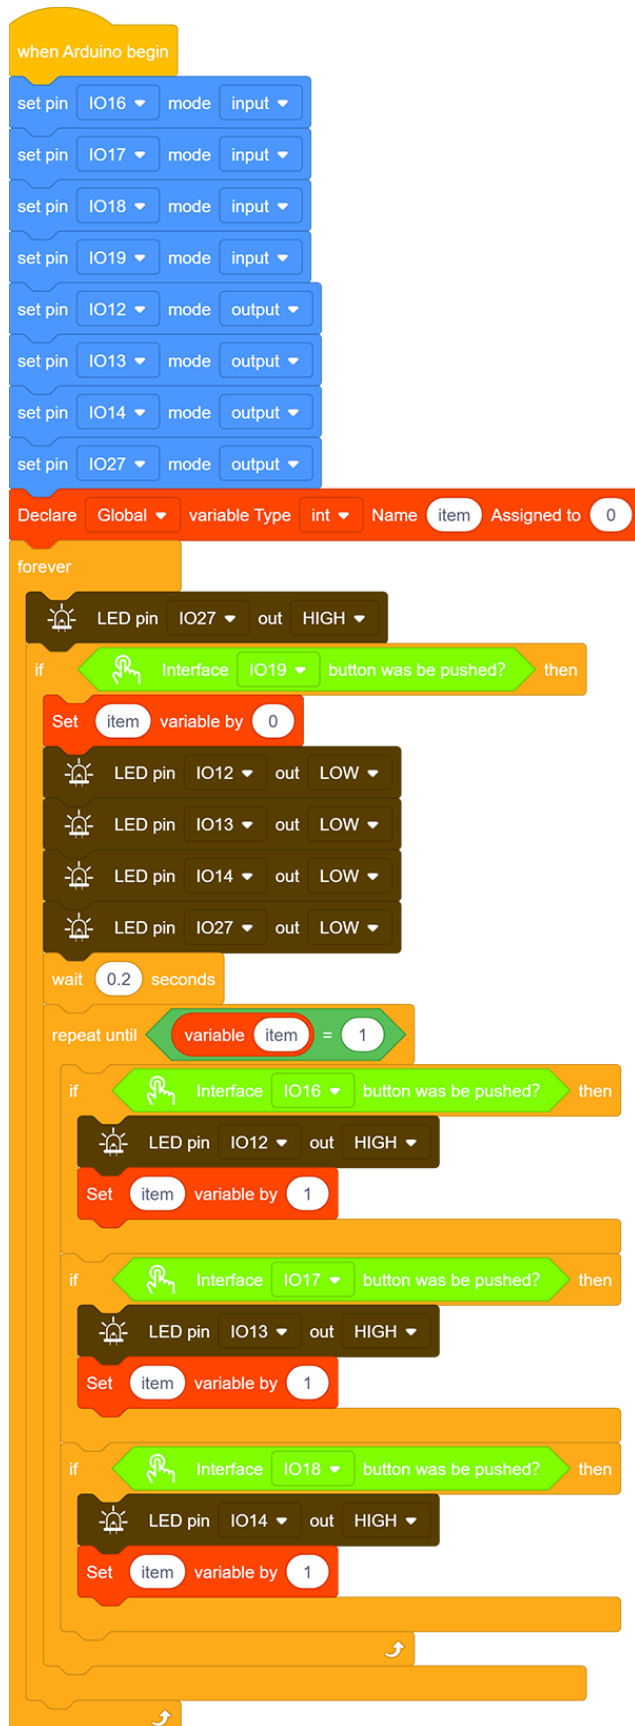 when Arduino begin
set pin IO16 mode input
set pin IO17 mode input
set pin IO18 mode input
set pin IO19 mode input
set pin IO12 mode output
set pin IO13 mode output
set pin IO14 mode output
set pin IO27 mode output
Declare Global variable Type int Name item Assigned to 0
forever
LED pin IO27 out HIGH
if Interface IO19 button was be pushed? then
Set item variable by 0
LED pin IO12 out LOW
LED pin IO13 out LOW
LED pin IO14 out LOW
LED pin IO27 out LOW
wait 0.2 seconds
repeat until variable item = 1
if Interface IO16 button was be pushed? then
LED pin IO12 out HIGH
Set item variable by 1
if Interface IO17 button was be pushed? then
LED pin IO13 out HIGH
Set item variable by 1
if Interface IO18 button was be pushed? then
LED pin IO14 out HIGH
Set item variable by 1